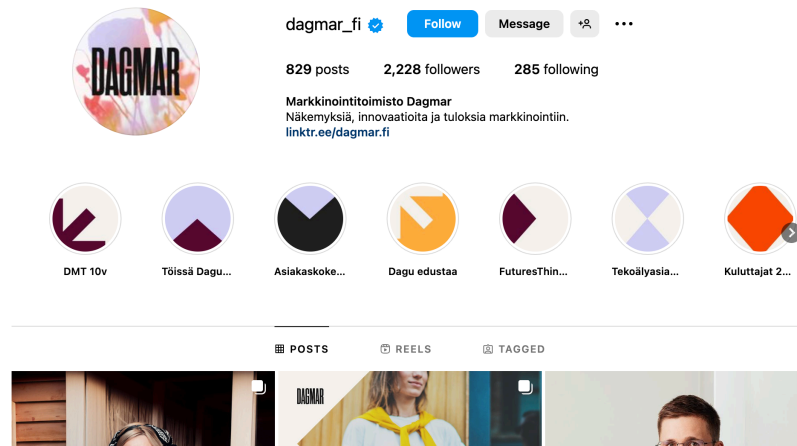 DAGMAR
dagmar_fi
Follow
Message
829 posts 2,228 followers 285 following
Markkinointitoimisto Dagmar
Näkemyksiä, innovaatioita ja tuloksia markkinointiin.
linktr.ee/dagmar.fi
DMT 10v
Töissä Dagu...
Asiakaskoke...
Dagu edustaa
FuturesThin...
Tekoälyasia...
Kuluttajat 2...
POSTS
REELS
TAGGED
DAGMAR